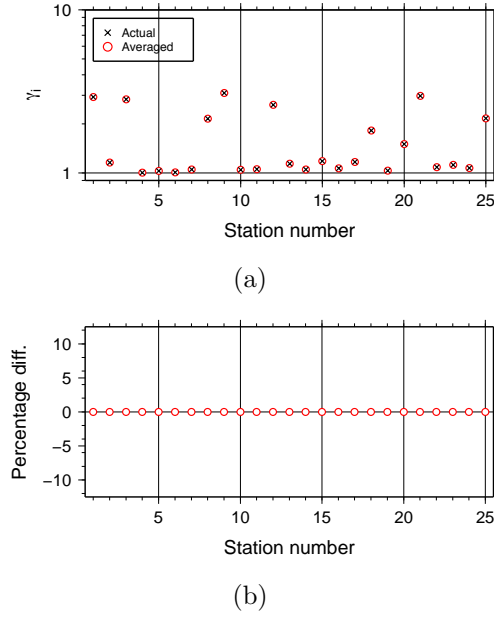 10
Actual
Averaged
γi
1
5 10 15 20 25
Station number
(a)
10
5
0
−5
−10
Percentage diff.
5 10 15 20 25
Station number
(b)